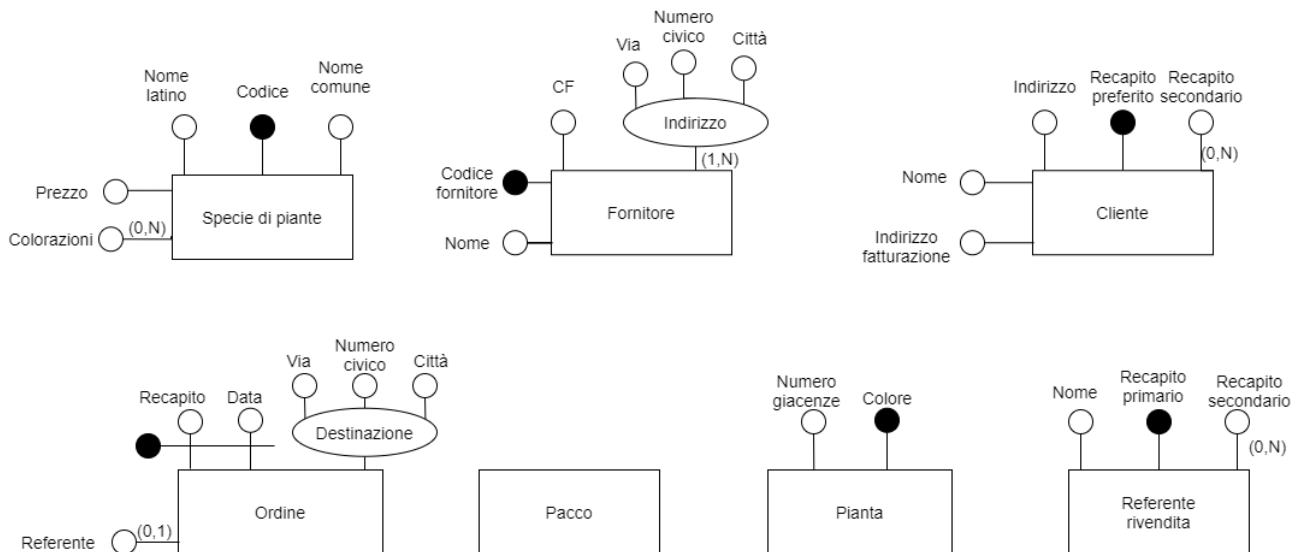 Nome
latino
Codice
Nome
comune
Prezzo
Colorazioni
(0,N)
Specie di piante
CF
Via
Numero
civico
Città
Indirizzo
(1,N)
Codice
fornitore
Nome
Fornitore
Indirizzo
Recapito
preferito
Recapito
secondario
(0,N)
Nome
Indirizzo
fatturazione
Cliente
Recapito
Data
Via
Numero
civico
Città
Destinazione
Ordine
Referente
(0,1)
Pacco
Numero
giacenze
Colore
Pianta
Nome
Recapito
primario
Recapito
secondario
(0,N)
Referente
rivendita